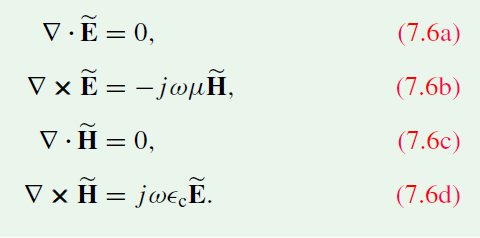 ∇ · Ẽ = 0, (7.6a)
∇ × Ẽ = −jωμH̃, (7.6b)
∇ · H̃ = 0, (7.6c)
∇ × H̃ = jωϵcẼ. (7.6d)